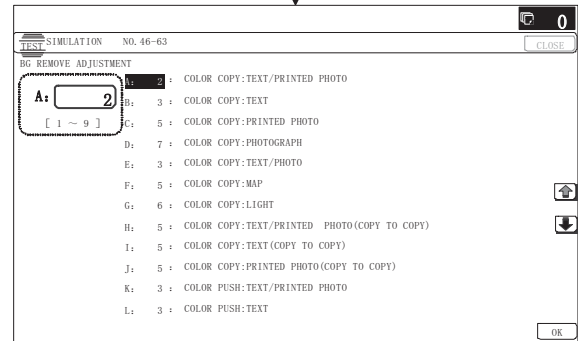 0
TEST SIMULATION NO. 46-63
CLOSE
BG REMOVE ADJUSTMENT
A: 2
[ 1 ~ 9 ]
A: 2 : COLOR COPY:TEXT/PRINTED PHOTO
B: 3 : COLOR COPY:TEXT
C: 5 : COLOR COPY:PRINTED PHOTO
D: 7 : COLOR COPY:PHOTOGRAPH
E: 3 : COLOR COPY:TEXT/PHOTO
F: 5 : COLOR COPY:MAP
G: 6 : COLOR COPY:LIGHT
H: 5 : COLOR COPY:TEXT/PRINTED PHOTO(COPY TO COPY)
I: 5 : COLOR COPY:TEXT(COPY TO COPY)
J: 5 : COLOR COPY:PRINTED PHOTO(COPY TO COPY)
K: 3 : COLOR PUSH:TEXT/PRINTED PHOTO
L: 3 : COLOR PUSH:TEXT
OK